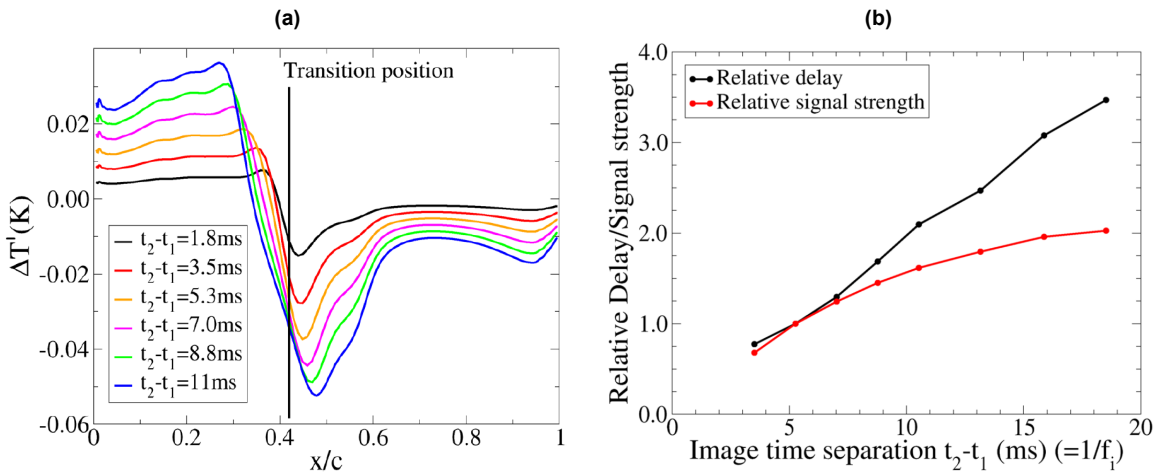 (a)
Transition position
ΔT' (K)
0.02
0.00
-0.02
-0.04
-0.06
t₂-t₁=1.8ms
t₂-t₁=3.5ms
t₂-t₁=5.3ms
t₂-t₁=7.0ms
t₂-t₁=8.8ms
t₂-t₁=11ms
0 0.2 0.4 0.6 0.8 1
x/c
(b)
Relative Delay/Signal strength
4.0
3.0
2.0
1.0
0.0
Relative delay
Relative signal strength
0 5 10 15 20
Image time separation t₂-t₁ (ms) (=1/fᵢ)